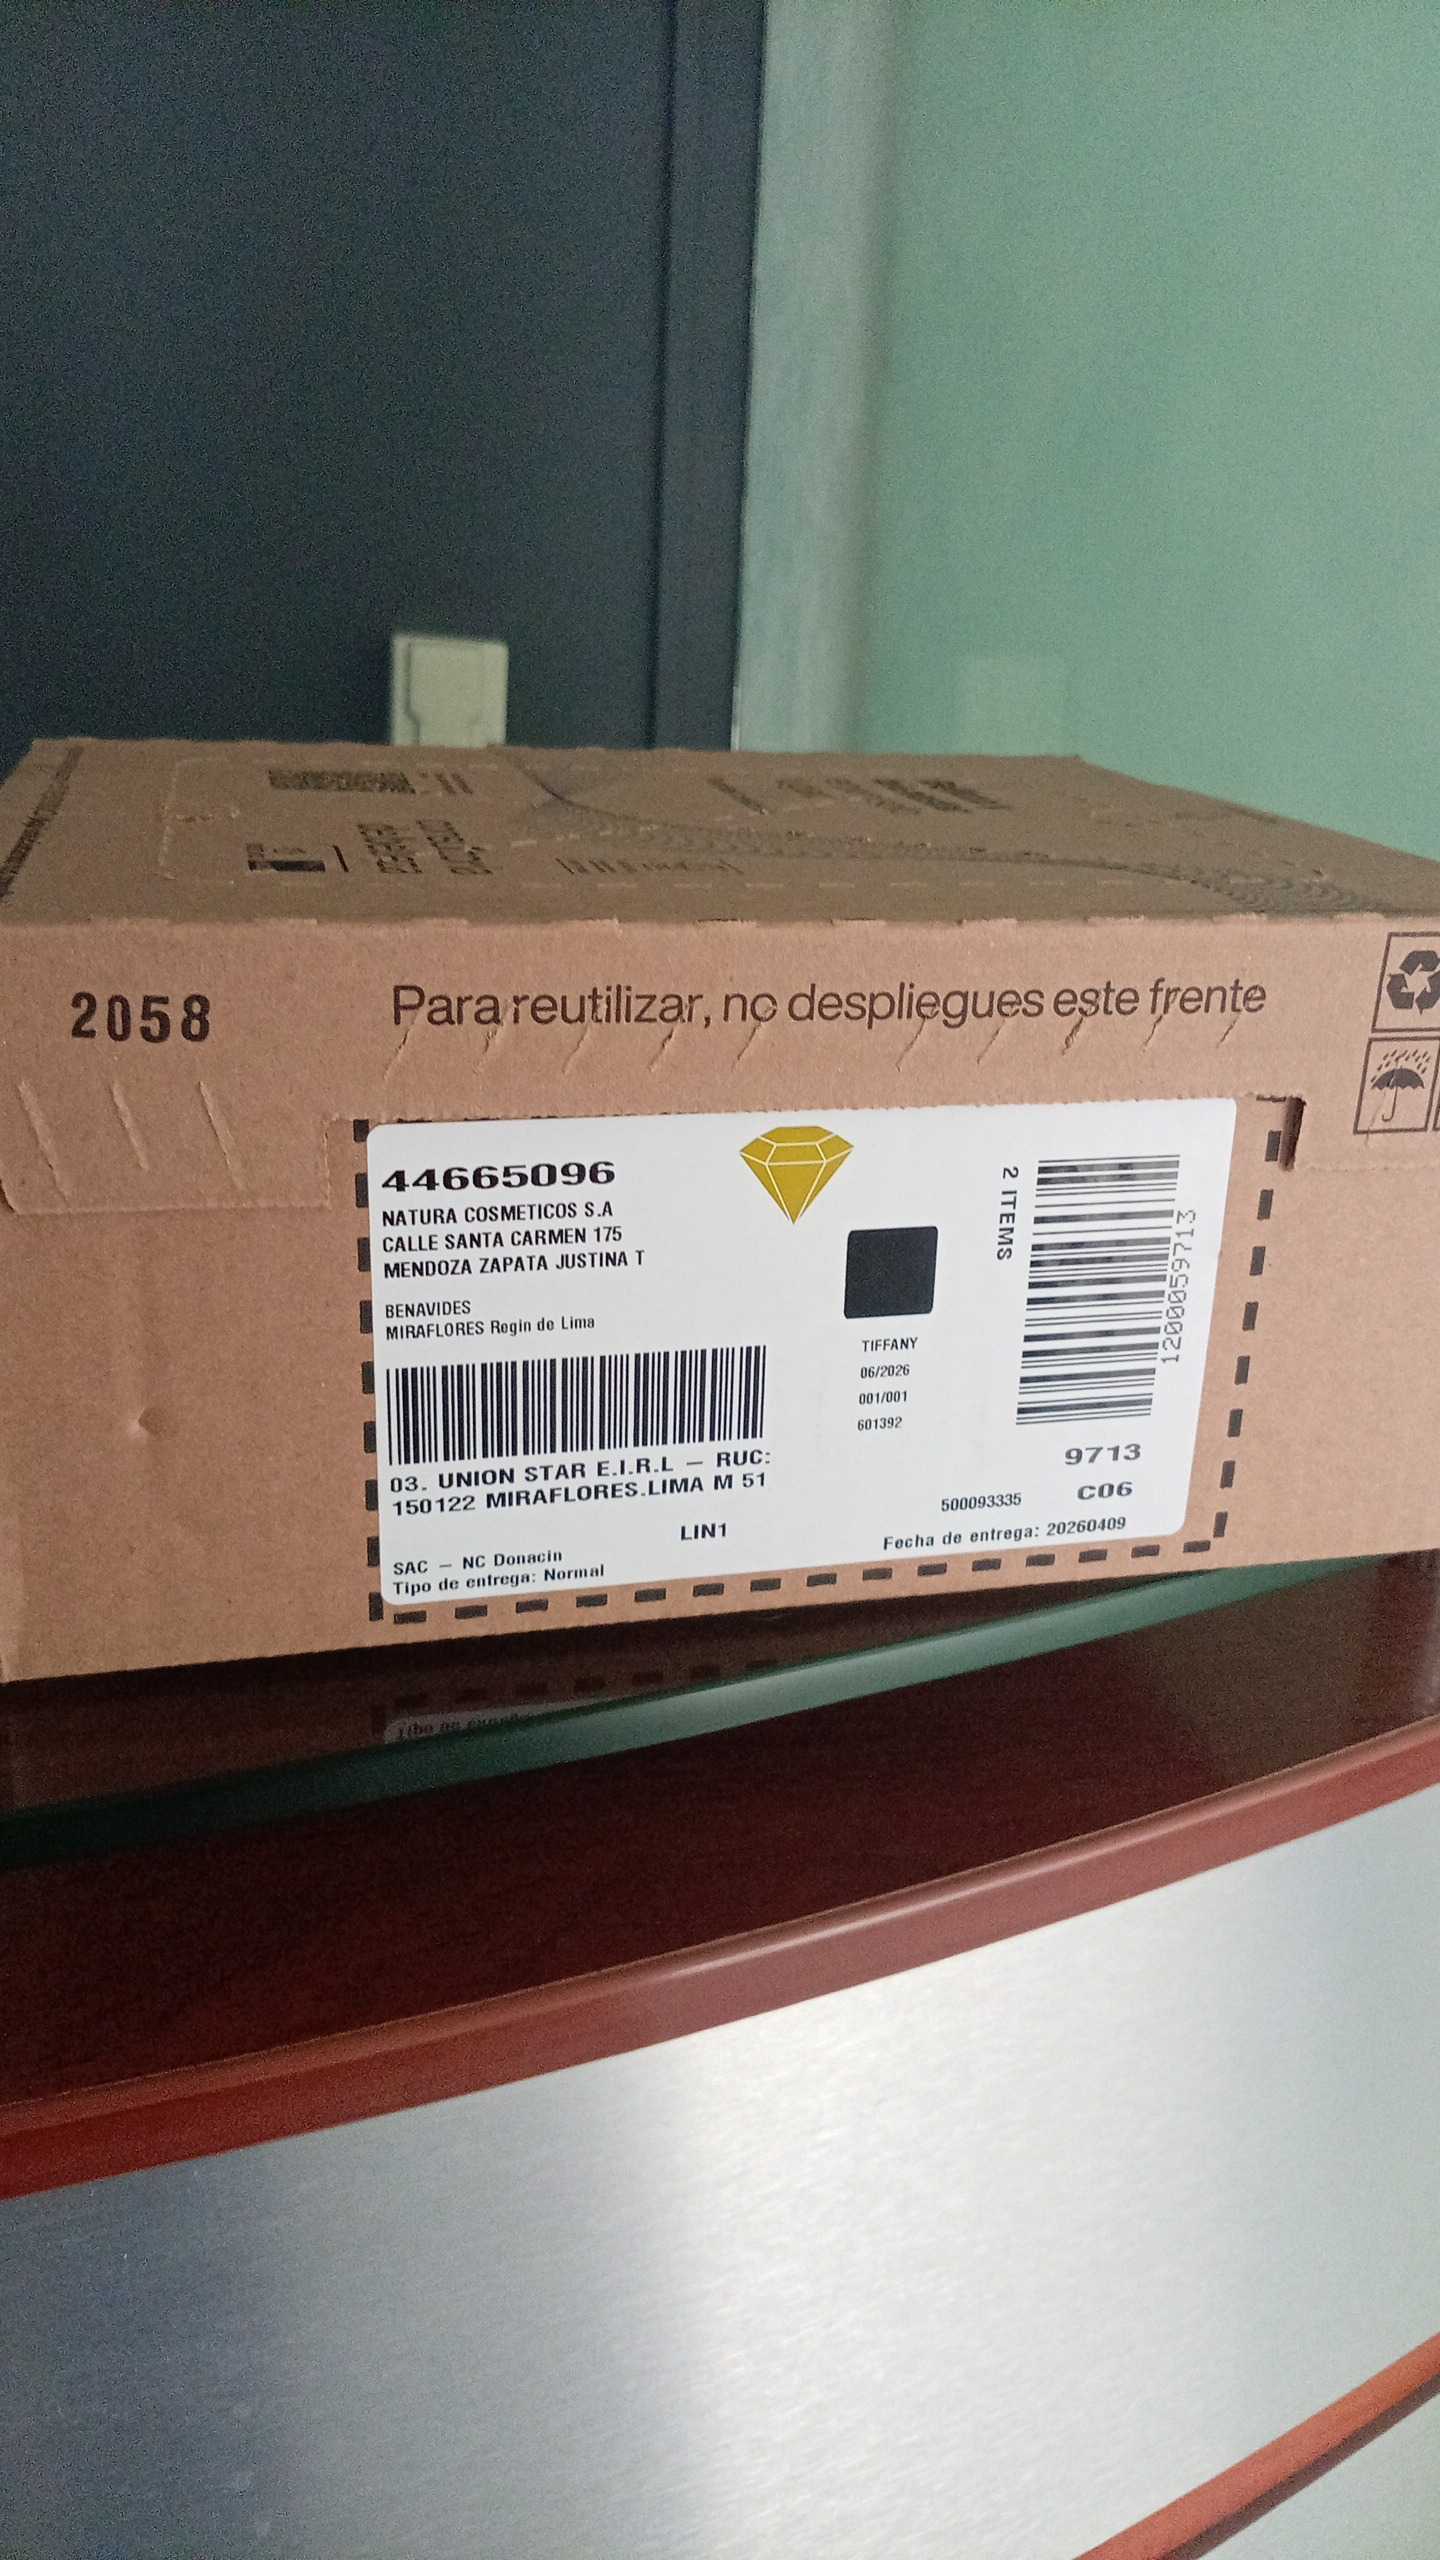 2058
Para reutilizar, no despliegues este frente
44665096
NATURA COSMETICOS S.A
CALLE SANTA CARMEN 175
MENDOZA ZAPATA JUSTINA T
BENAVIDES
MIRAFLORES Regin de Lima
03. UNION STAR E.I.R.L – RUC:
150122 MIRAFLORES.LIMA M 51
LIN1
SAC – NC Donacin
Tipo de entrega: Normal
TIFFANY
06/2026
001/001
601392
2 ITEMS
1200059713
9713
C06
500093335
Fecha de entrega: 20260409